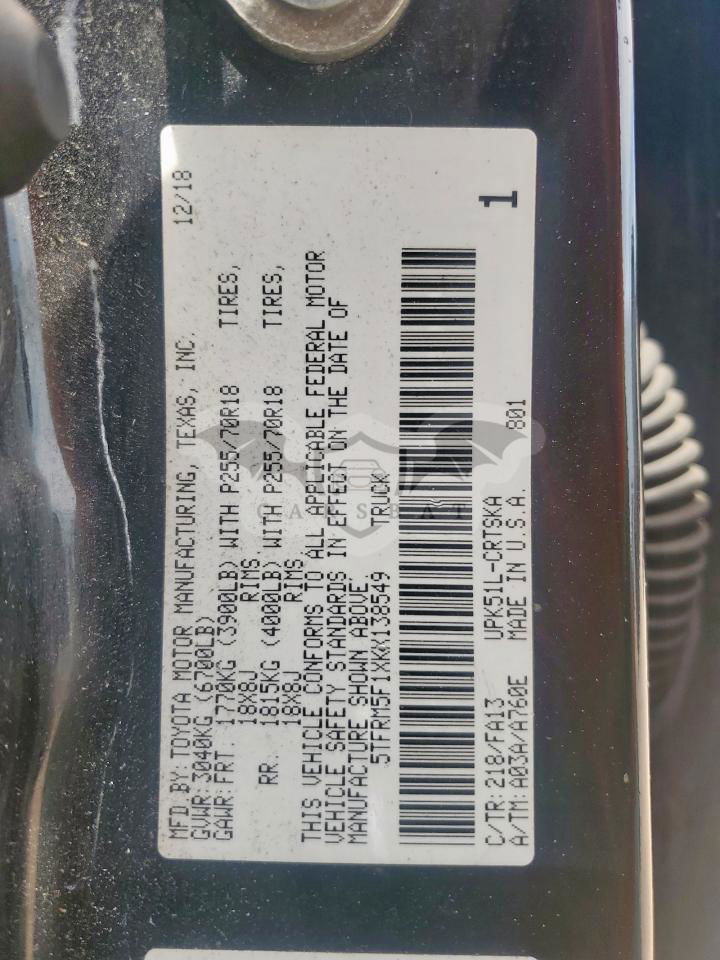 MFD.BY:TOYOTA MOTOR MANUFACTURING, TEXAS, INC. 12/18
GVWR:3040KG (6700LB)
GAWR:FRT. 1770KG (3900LB) WITH P255/70R18 TIRES,
18X8J RIMS
RR. 1815KG (4000LB) WITH P255/70R18 TIRES,
18X8J RIMS
THIS VEHICLE CONFORMS TO ALL APPLICABLE FEDERAL MOTOR
VEHICLE SAFETY STANDARDS IN EFFECT ON THE DATE OF
MANUFACTURE SHOWN ABOVE.
5TFRM5F1XKX138549 TRUCK
C/TR:218/FA13 UPK51L-CRTSKA 801
A/TM:A03A/A760E MADE IN U.S.A.
1
CARSBAT